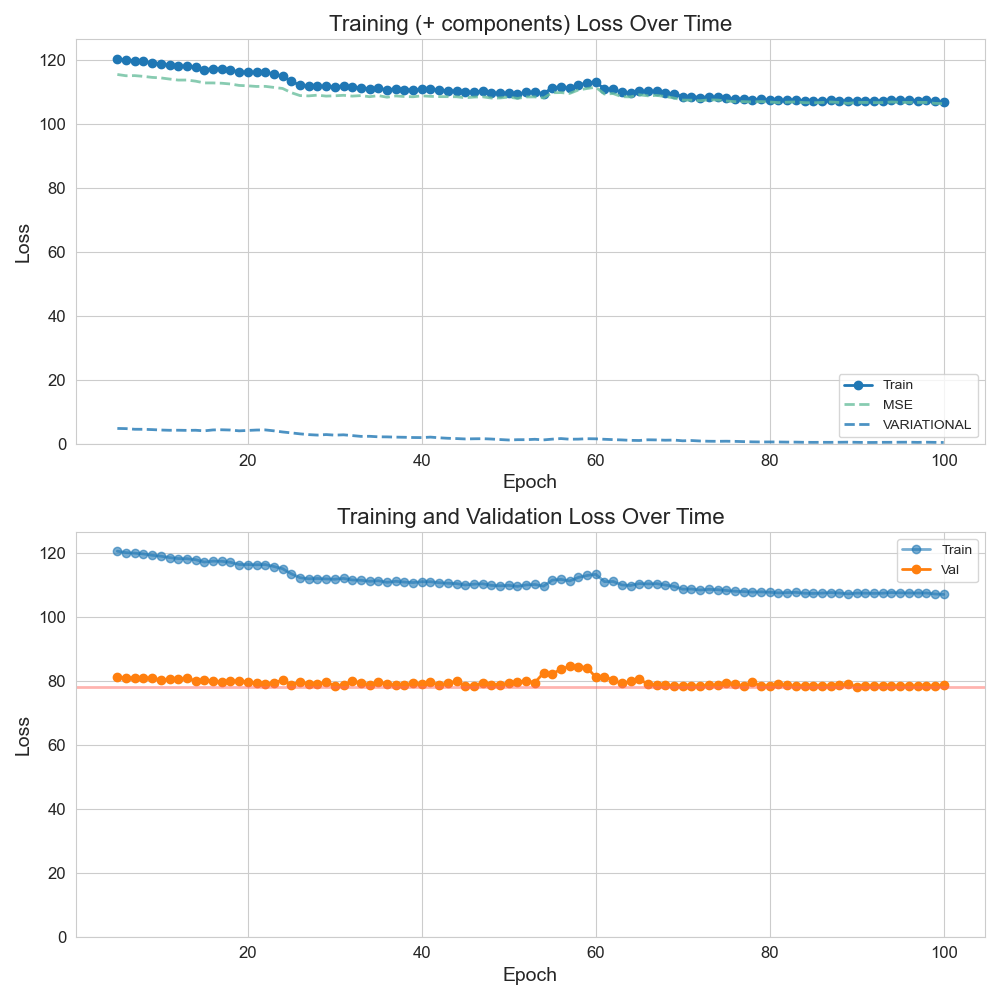 Training (+ components) Loss Over Time
120
100
80
60
40
20
0
Loss
Train
MSE
VARIATIONAL
20 40 60 80 100
Epoch
Training and Validation Loss Over Time
120
100
80
60
40
20
0
Loss
Train
Val
20 40 60 80 100
Epoch